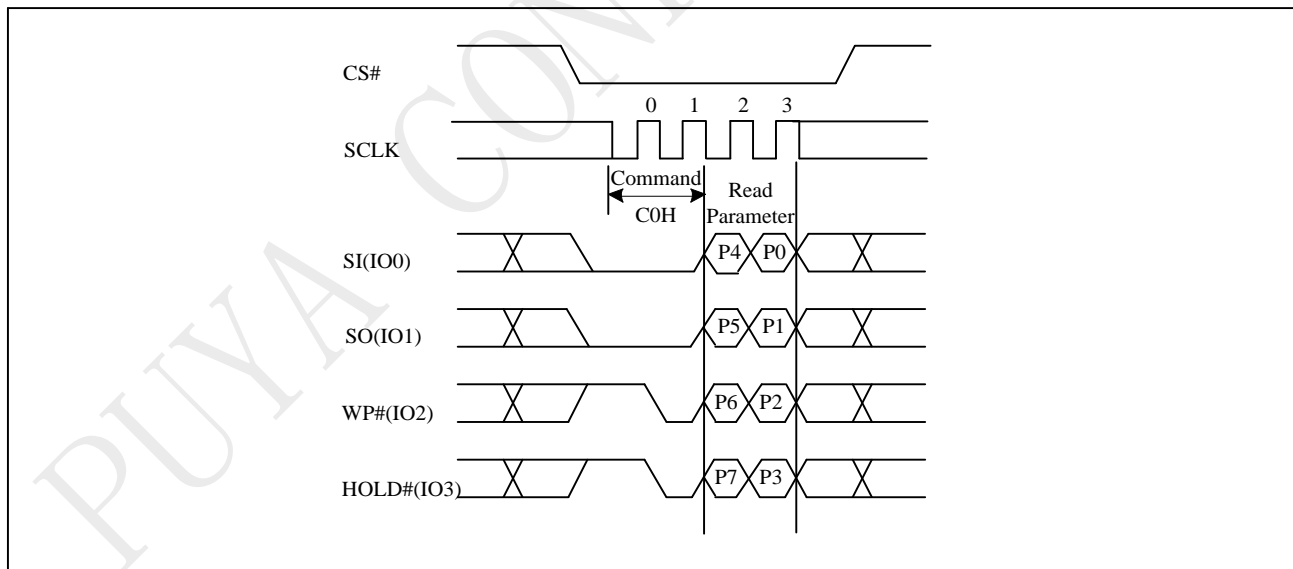 CS#
0 1 2 3
SCLK
Command
C0H
Read
Parameter
SI(IO0)
P4 P0
SO(IO1)
P5 P1
WP#(IO2)
P6 P2
HOLD#(IO3)
P7 P3
PUYA CON